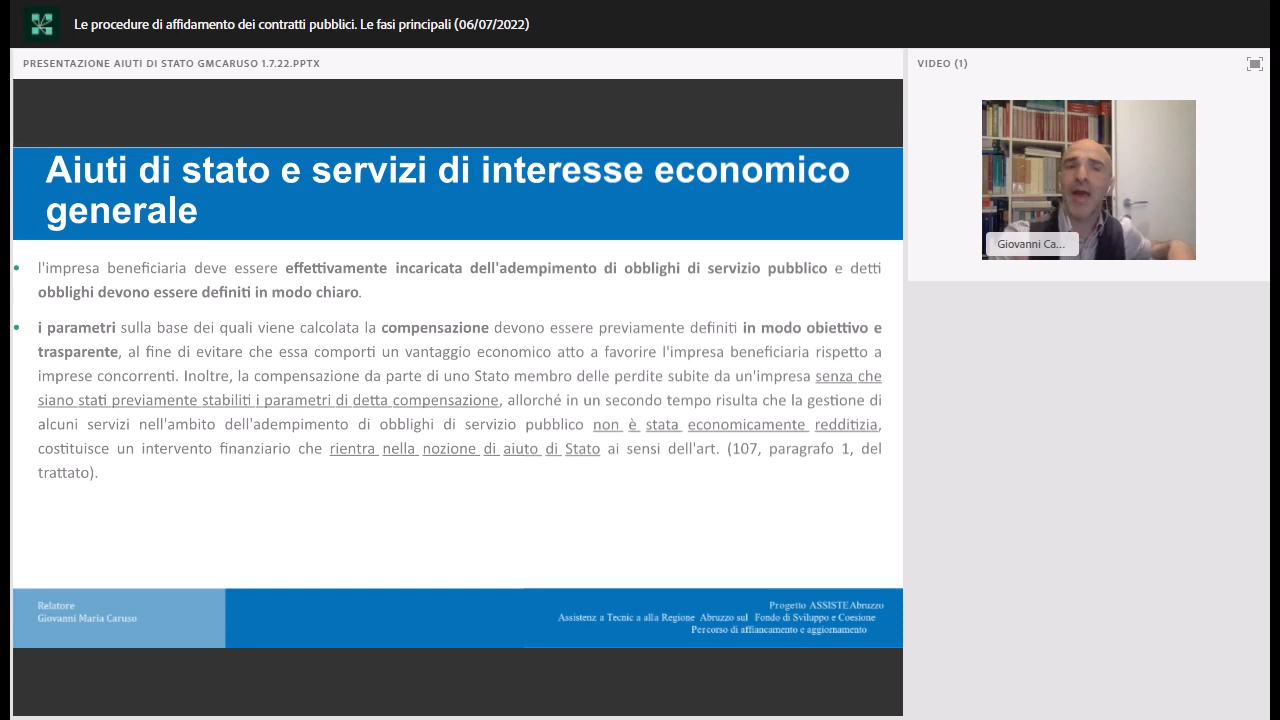 Le procedure di affidamento dei contratti pubblici. Le fasi principali (06/07/2022)
PRESENTAZIONE AIUTI DI STATO GMCARUSO 1.7.22.PPTX
VIDEO (1)
Aiuti di stato e servizi di interesse economico
generale
• l'impresa beneficiaria deve essere effettivamente incaricata dell'adempimento di obblighi di servizio pubblico e detti
obblighi devono essere definiti in modo chiaro.
• i parametri sulla base dei quali viene calcolata la compensazione devono essere previamente definiti in modo obiettivo e
trasparente, al fine di evitare che essa comporti un vantaggio economico atto a favorire l'impresa beneficiaria rispetto a
imprese concorrenti. Inoltre, la compensazione da parte di uno Stato membro delle perdite subite da un'impresa senza che
siano stati previamente stabiliti i parametri di detta compensazione, allorché in un secondo tempo risulta che la gestione di
alcuni servizi nell'ambito dell'adempimento di obblighi di servizio pubblico non è stata economicamente redditizia,
costituisce un intervento finanziario che rientra nella nozione di aiuto di Stato ai sensi dell'art. (107, paragrafo 1, del
trattato).
Giovanni Ca...
Relatore
Giovanni Maria Caruso
Progetto ASSISTEAbruzzo
Assistenz a Tecnic a alla Regione Abruzzo sul Fondo di Sviluppo e Coesione
Percorso di affiancamento e aggiornamento